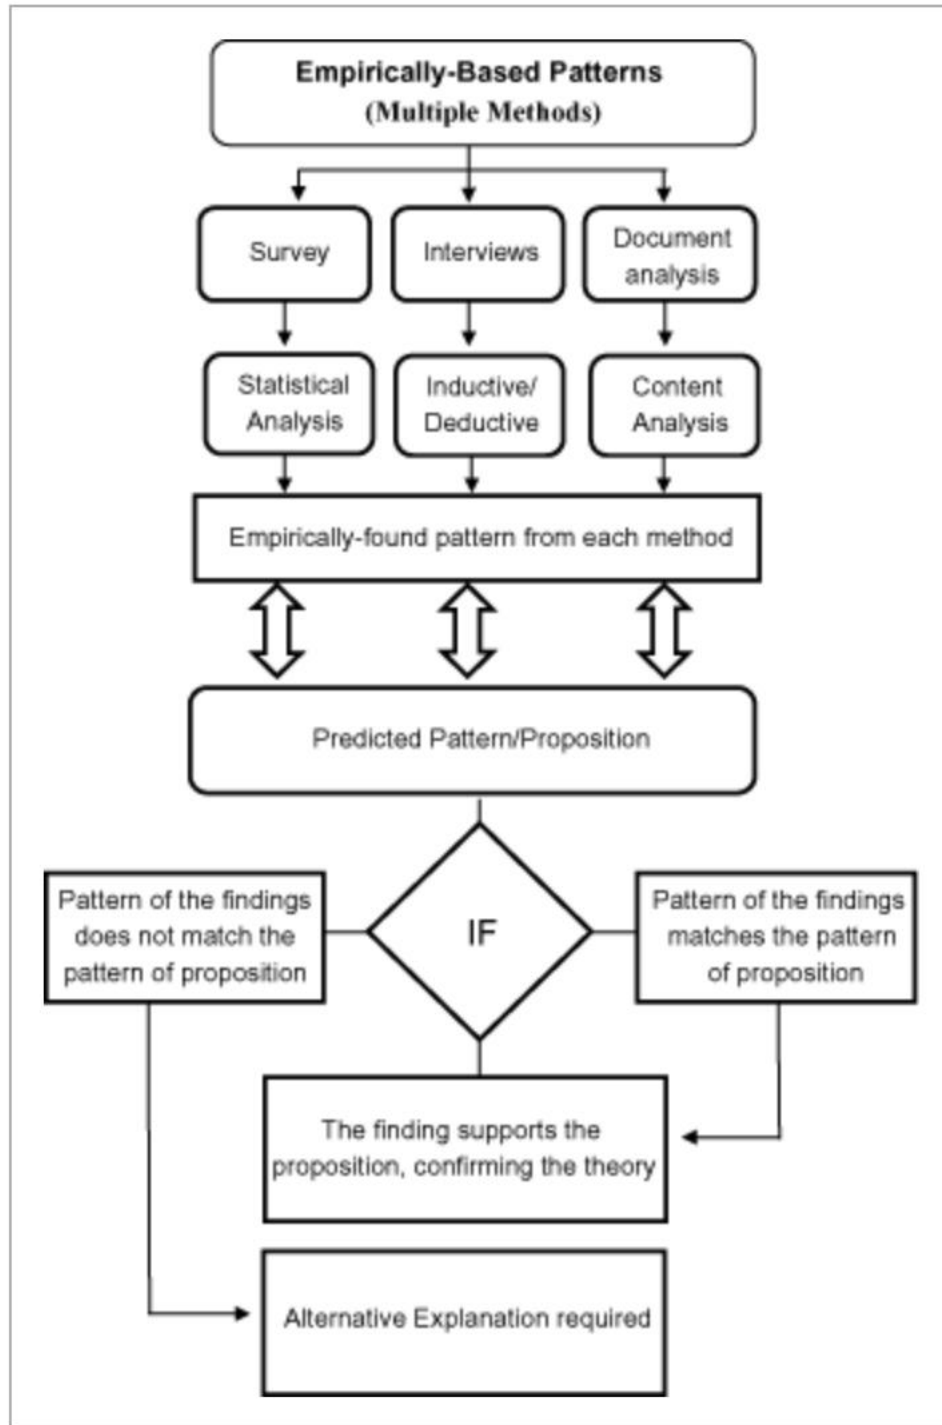 Empirically-Based Patterns
(Multiple Methods)
Survey
Interviews
Document
analysis
Statistical
Analysis
Inductive/
Deductive
Content
Analysis
Empirically-found pattern from each method
Predicted Pattern/Proposition
Pattern of the findings
does not match the
pattern of proposition
IF
Pattern of the findings
matches the pattern
of proposition
The finding supports the
proposition, confirming the theory
Alternative Explanation required